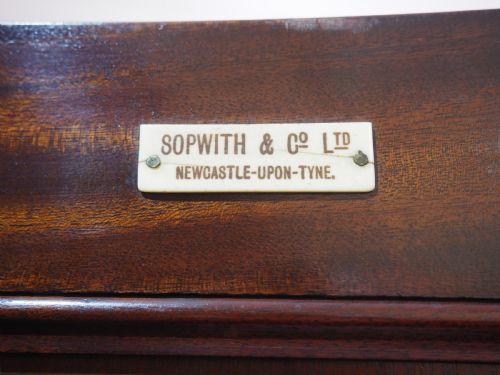 SOPWITH & Co LTD
NEWCASTLE-UPON-TYNE.